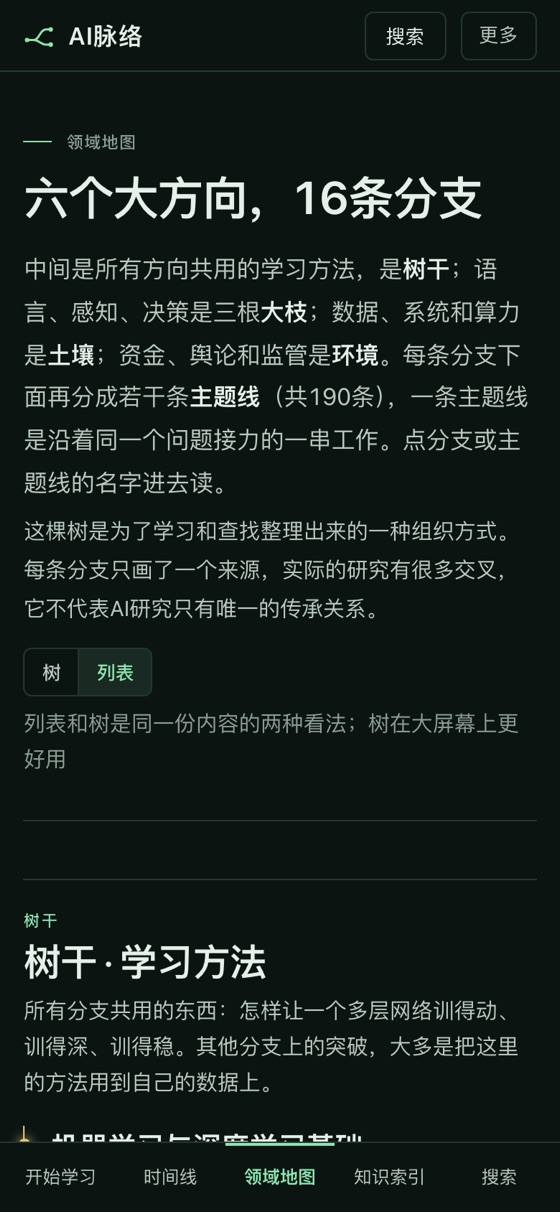 AI脉络
搜索
更多
领域地图
六个大方向，16条分支
中间是所有方向共用的学习方法，是树干；语
言、感知、决策是三根大枝；数据、系统和算力
是土壤；资金、舆论和监管是环境。每条分支下
面再分成若干条主题线（共190条），一条主题线
是沿着同一个问题接力的一串工作。点分支或主
题线的名字进去读。
这棵树是为了学习和查找整理出来的一种组织方式。
每条分支只画了一个来源，实际的研究有很多交叉，
它不代表AI研究只有唯一的传承关系。
树
列表
列表和树是同一份内容的两种看法；树在大屏幕上更
好用
树干
树干·学习方法
所有分支共用的东西：怎样让一个多层网络训得动、
训得深、训得稳。其他分支上的突破，大多是把这里
的方法用到自己的数据上。
机器学习与深度学习基础
开始学习
时间线
领域地图
知识索引
搜索